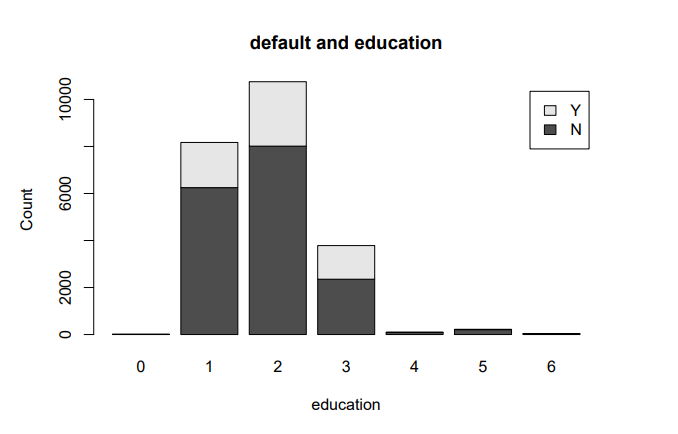 default and education
Y
N
Count
10000
6000
2000
0
0 1 2 3 4 5 6
education